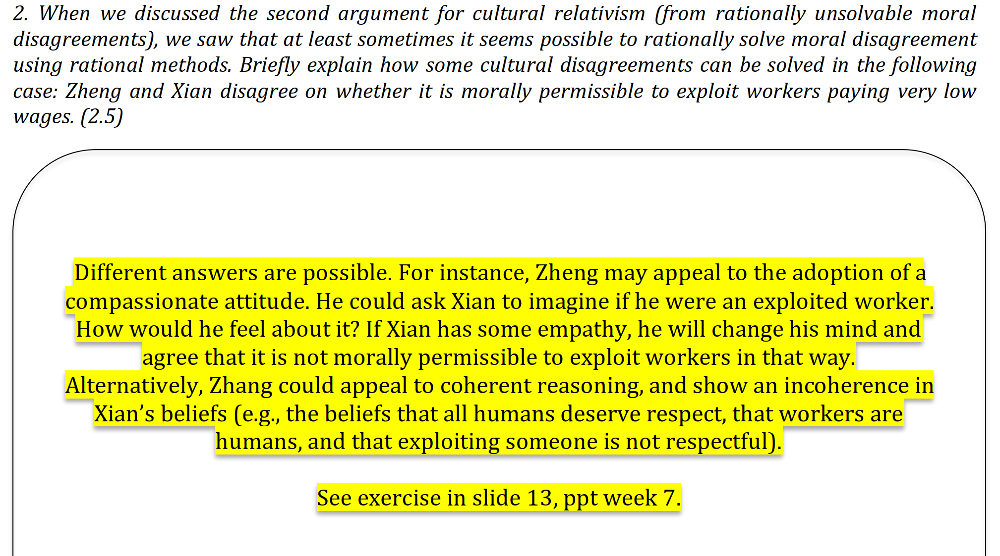 2. When we discussed the second argument for cultural relativism (from rationally unsolvable moral
disagreements), we saw that at least sometimes it seems possible to rationally solve moral disagreement
using rational methods. Briefly explain how some cultural disagreements can be solved in the following
case: Zheng and Xian disagree on whether it is morally permissible to exploit workers paying very low
wages. (2.5)
Different answers are possible. For instance, Zheng may appeal to the adoption of a
compassionate attitude. He could ask Xian to imagine if he were an exploited worker.
How would he feel about it? If Xian has some empathy, he will change his mind and
agree that it is not morally permissible to exploit workers in that way.
Alternatively, Zhang could appeal to coherent reasoning, and show an incoherence in
Xian’s beliefs (e.g., the beliefs that all humans deserve respect, that workers are
humans, and that exploiting someone is not respectful).
See exercise in slide 13, ppt week 7.